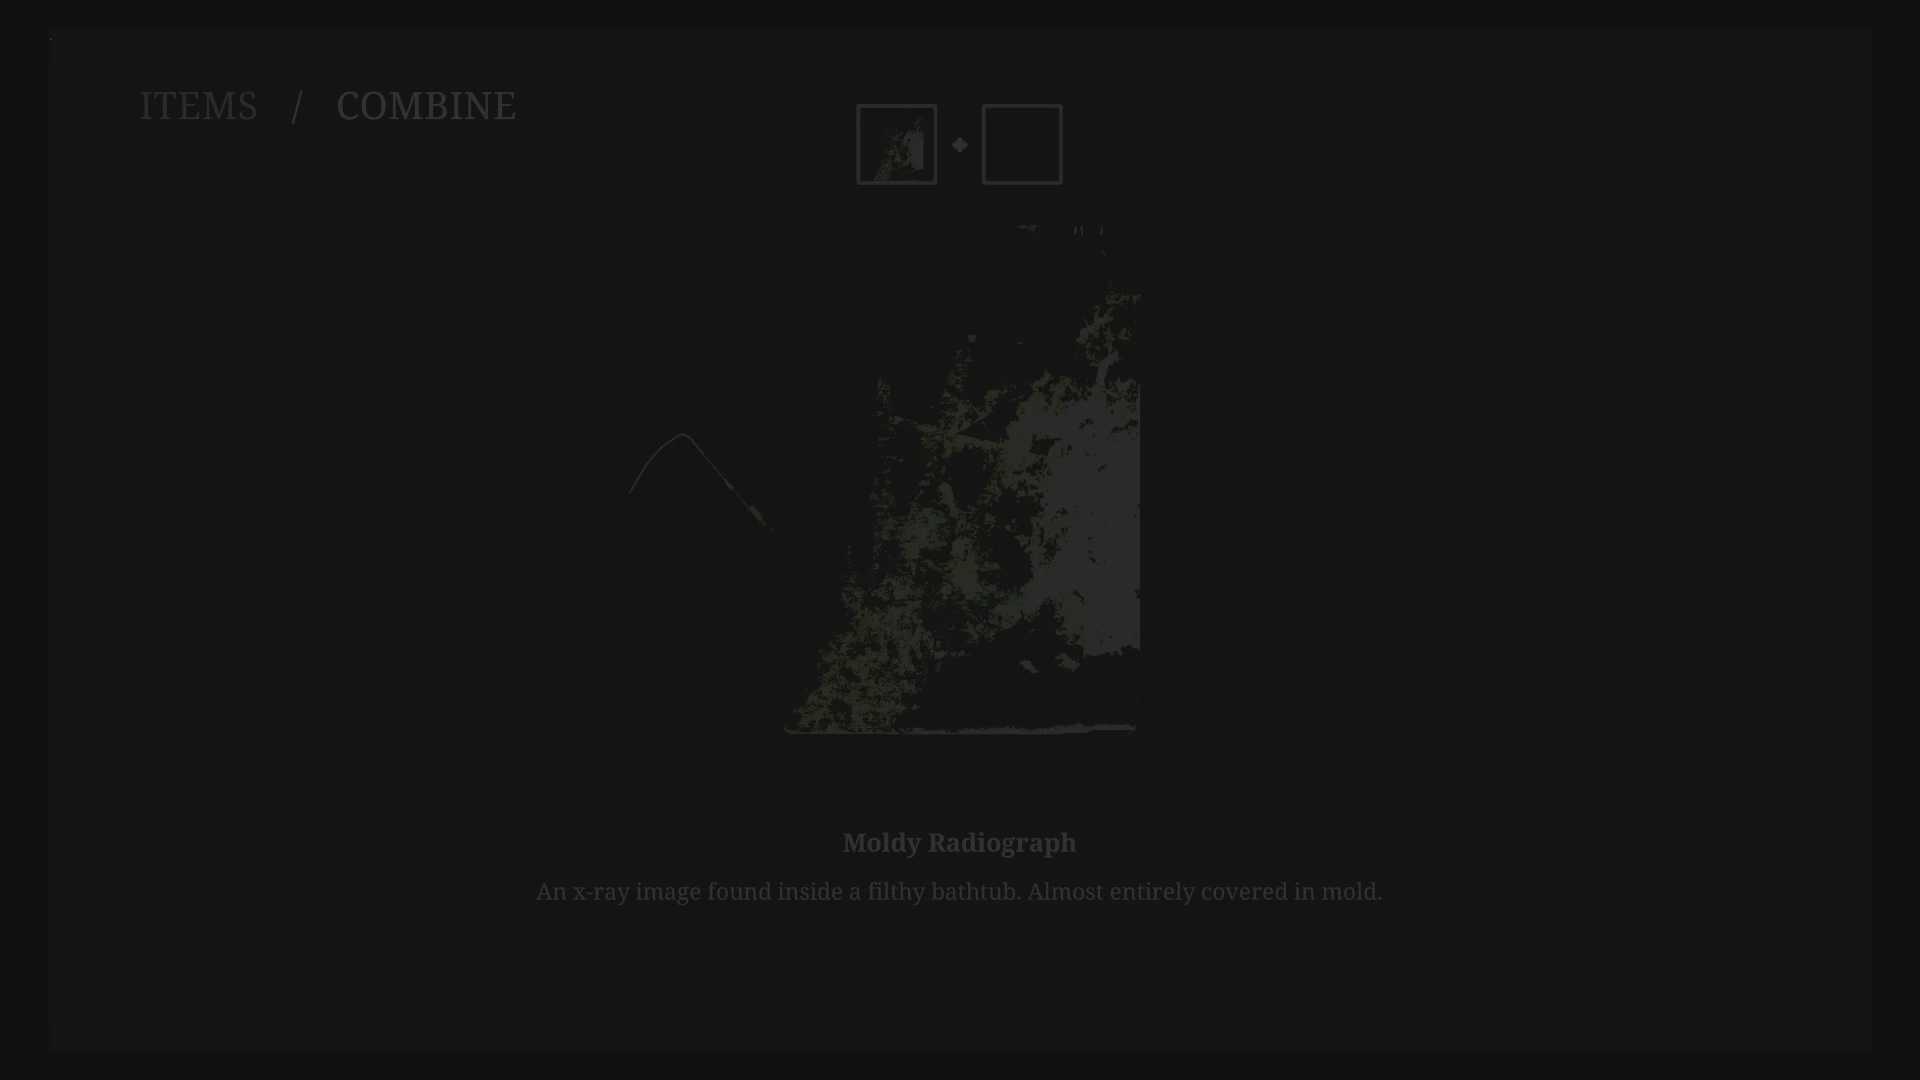 ITEMS / COMBINE
Moldy Radiograph
An x-ray image found inside a filthy bathtub. Almost entirely covered in mold.